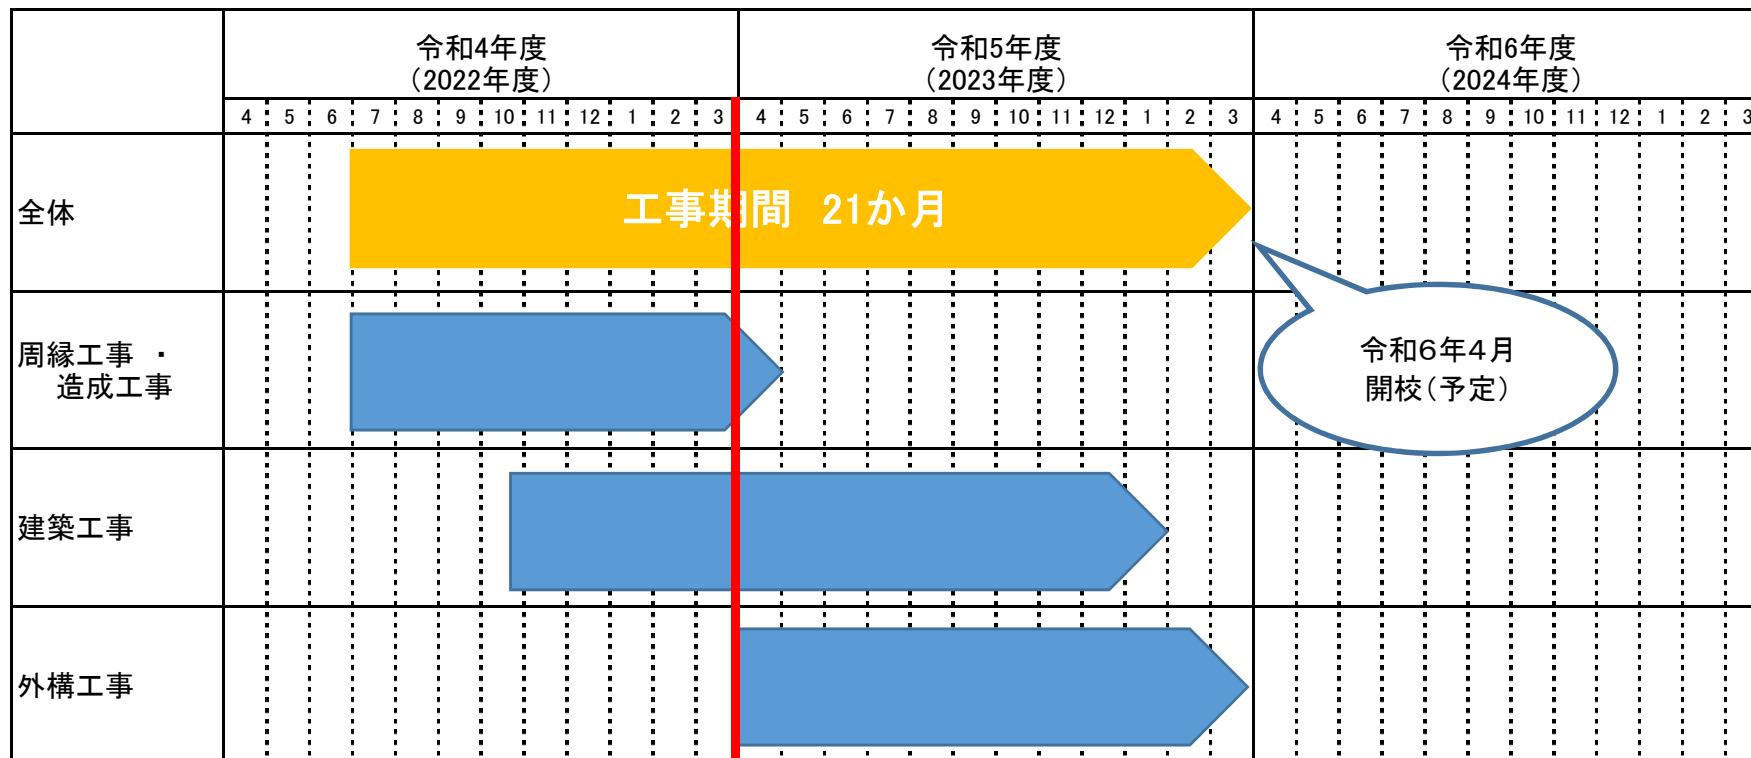 令和4年度
（2022年度）
令和5年度
（2023年度）
令和6年度
（2024年度）
4 5 6 7 8 9 10 11 12 1 2 3 4 5 6 7 8 9 10 11 12 1 2 3 4 5 6 7 8 9 10 11 12 1 2 3
全体
工事期間　21か月
周縁工事 ・
造成工事
令和６年４月
開校（予定）
建築工事
外構工事